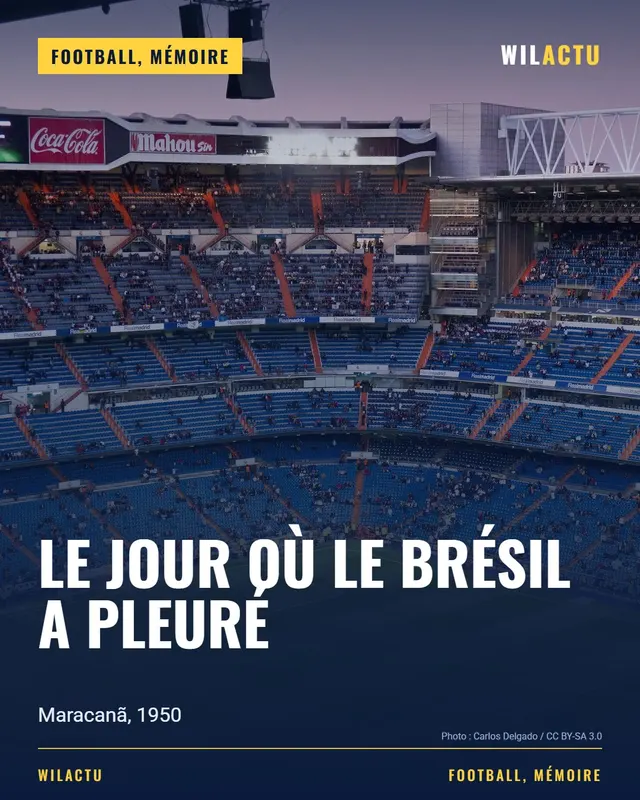 FOOTBALL, MÉMOIRE
WILACTU
Coca-Cola
Mahou Sin
LE JOUR OÙ LE BRÉSIL
A PLEURÉ
Maracanã, 1950
Photo : Carlos Delgado / CC BY-SA 3.0
WILACTU
FOOTBALL, MÉMOIRE